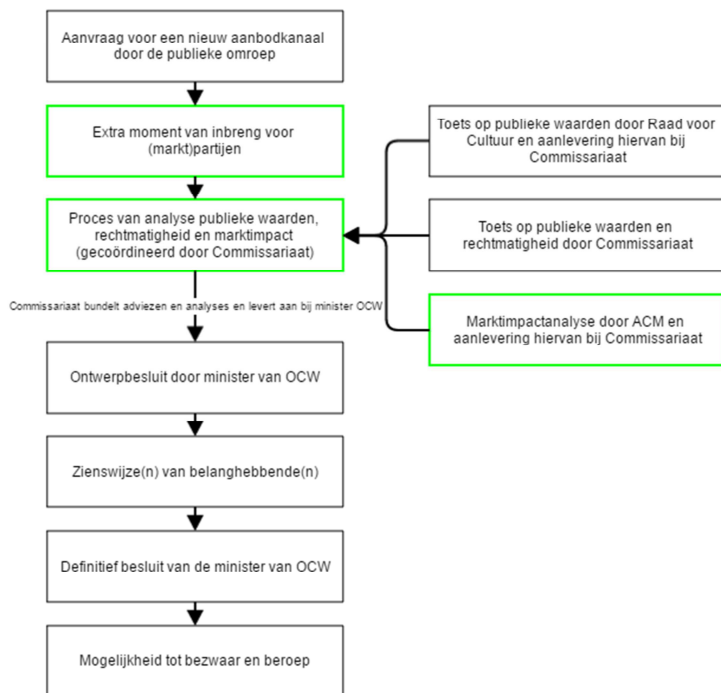 Aanvraag voor een nieuw aanbodkanaal
door de publieke omroep
Extra moment van inbreng voor
(markt)partijen
Proces van analyse publieke waarden,
rechtmatigheid en marktimpact
(gecoördineerd door Commissariaat)
Toets op publieke waarden door Raad voor
Cultuur en aanlevering hiervan bij
Commissariaat
Toets op publieke waarden en
rechtmatigheid door Commissariaat
Marktimpactanalyse door ACM en
aanlevering hiervan bij Commissariaat
Commissariaat bundelt adviezen en analyses en levert aan bij minister OCW
Ontwerpbesluit door minister van OCW
Zienswijze(n) van belanghebbende(n)
Definitief besluit van de minister van OCW
Mogelijkheid tot bezwaar en beroep